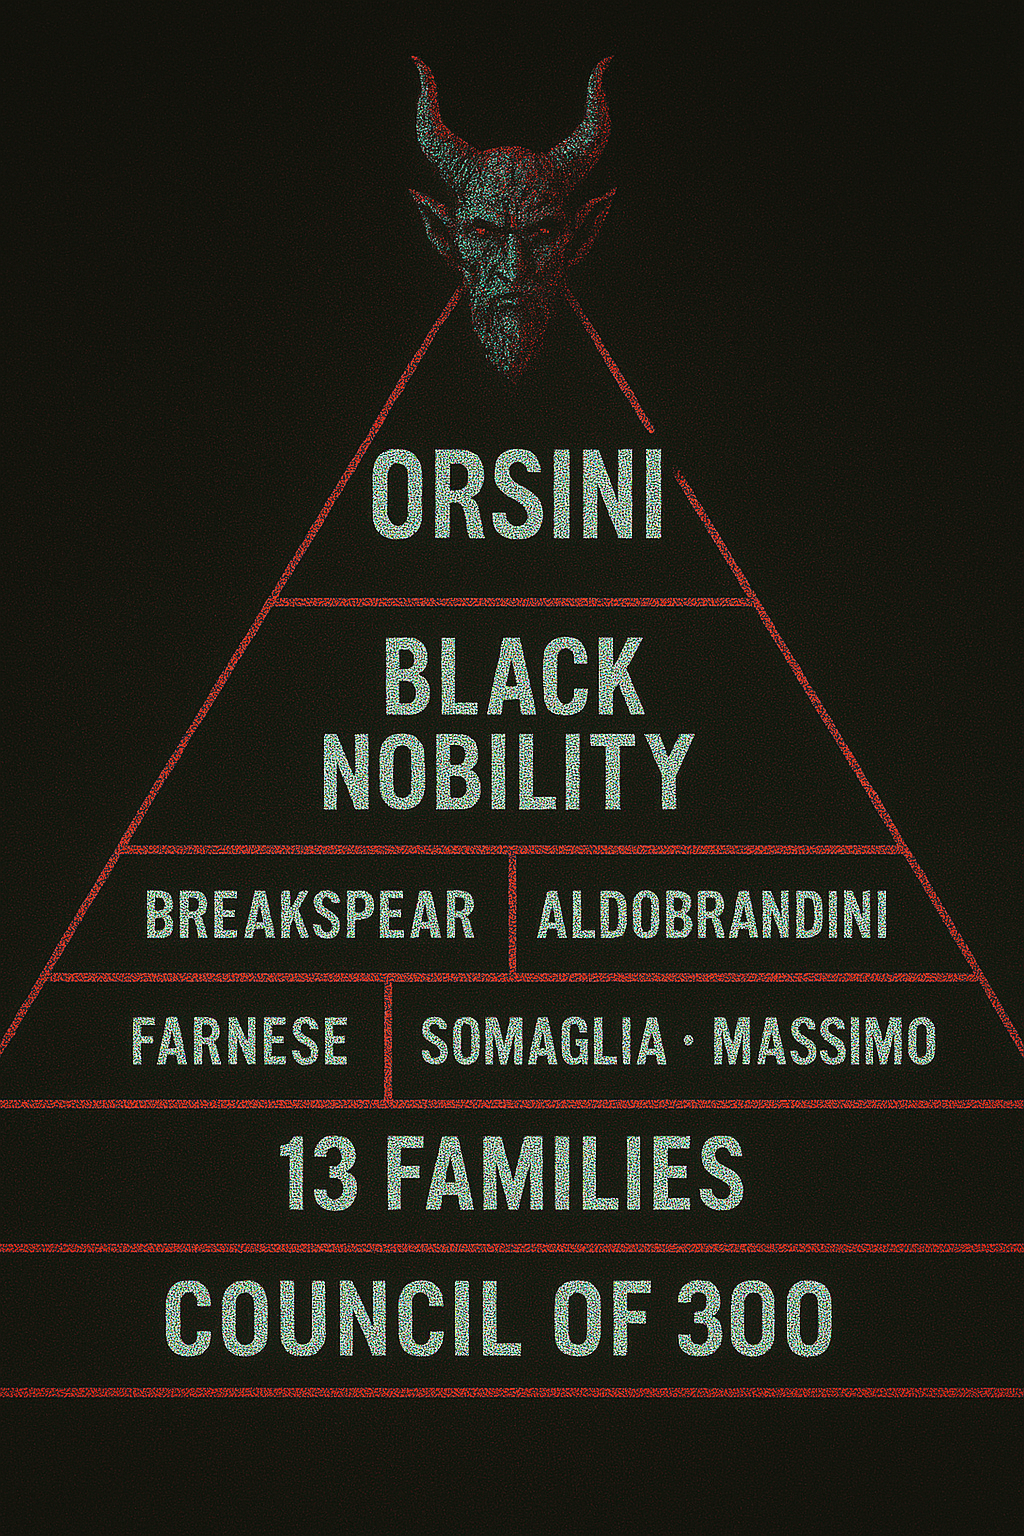 ORSINI
BLACK
NOBILITY
BREAKSPEAR ALDOBRANDINI
FARNESE SOMAGLIA · MASSIMO
13 FAMILIES
COUNCIL OF 300